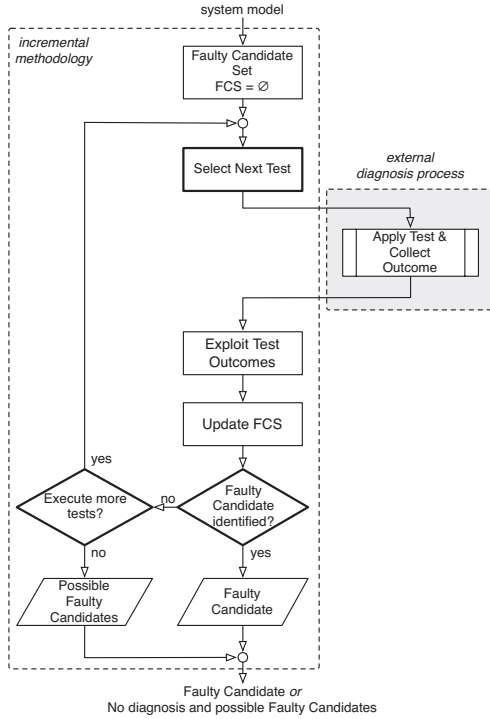 system model
incremental
methodology
Faulty Candidate
Set
FCS = ∅
Select Next Test
external
diagnosis process
Apply Test &
Collect
Outcome
Exploit Test
Outcomes
Update FCS
yes
Execute more
tests?
no
Faulty
Candidate
identified?
no
yes
Possible
Faulty
Candidates
Faulty
Candidate
Faulty Candidate or
No diagnosis and possible Faulty Candidates